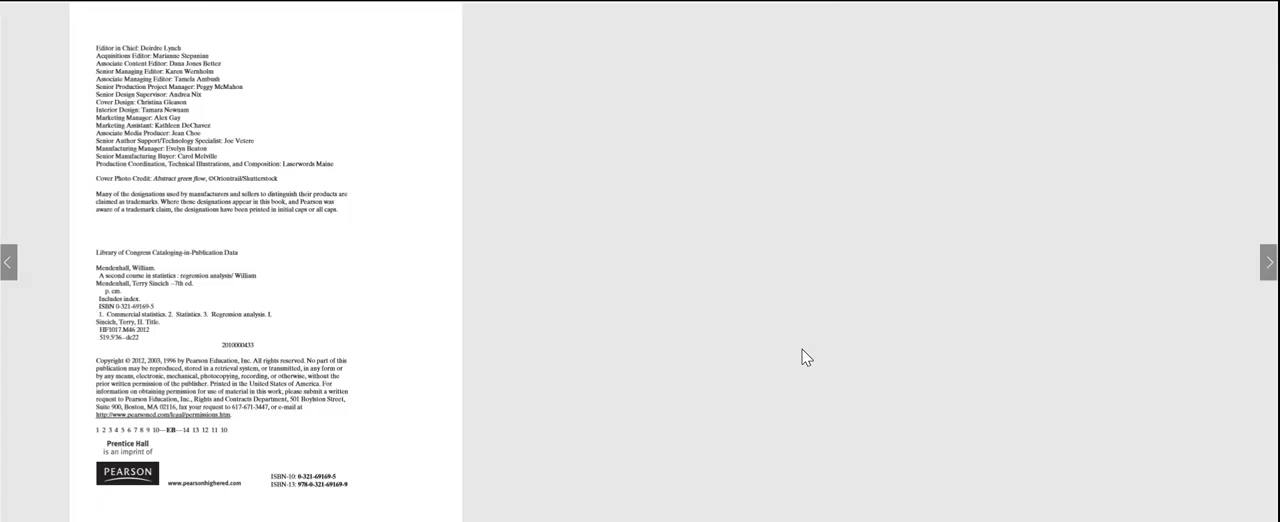 Editor in Chief: Deirdre Lynch
Acquisitions Editor: Marianne Stepanian
Associate Content Editor: Dana Jones Bettez
Senior Managing Editor: Karen Wernholm
Associate Managing Editor: Tamela Ambush
Senior Production Project Manager: Peggy McMahon
Senior Design Supervisor: Andrea Nix
Cover Design: Christina Gleason
Interior Design: Tamara Newnam
Marketing Manager: Alex Gay
Marketing Assistant: Kathleen DeChavez
Associate Media Producer: Jean Choe
Senior Author Support/Technology Specialist: Joe Vetere
Manufacturing Manager: Evelyn Beaton
Senior Manufacturing Buyer: Carol Melville
Production Coordination, Technical Illustrations, and Composition: Laserwords Maine
Cover Photo Credit: Abstract green flow, ©Oriontrail/Shutterstock
Many of the designations used by manufacturers and sellers to distinguish their products are
claimed as trademarks. Where those designations appear in this book, and Pearson was
aware of a trademark claim, the designations have been printed in initial caps or all caps.
Library of Congress Cataloging-in-Publication Data
Mendenhall, William.
A second course in statistics : regression analysis/ William
Mendenhall, Terry Sincich –7th ed.
p. cm.
Includes index.
ISBN 0-321-69169-5
1. Commercial statistics. 2. Statistics. 3. Regression analysis. I.
Sincich, Terry, II. Title.
HF1017.M46 2012
519.5'36–dc22
2010000433
Copyright © 2012, 2003, 1996 by Pearson Education, Inc. All rights reserved. No part of this
publication may be reproduced, stored in a retrieval system, or transmitted, in any form or
by any means, electronic, mechanical, photocopying, recording, or otherwise, without the
prior written permission of the publisher. Printed in the United States of America. For
information on obtaining permission for use of material in this work, please submit a written
request to Pearson Education, Inc., Rights and Contracts Department, 501 Boylston Street,
Suite 900, Boston, MA 02116, fax your request to 617-671-3447, or e-mail at
http://www.pearsoned.com/legal/permissions.htm.
1 2 3 4 5 6 7 8 9 10—EB—14 13 12 11 10
Prentice Hall
is an imprint of
PEARSON
www.pearsonhighered.com
ISBN-10: 0-321-69169-5
ISBN-13: 978-0-321-69169-9